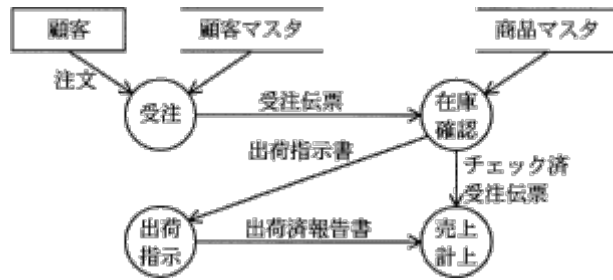 顧客
顧客マスタ
商品マスタ
注文
受注
受注伝票
在庫
確認
出荷指示書
チェック済
受注伝票
出荷
指示
出荷済報告書
売上
計上